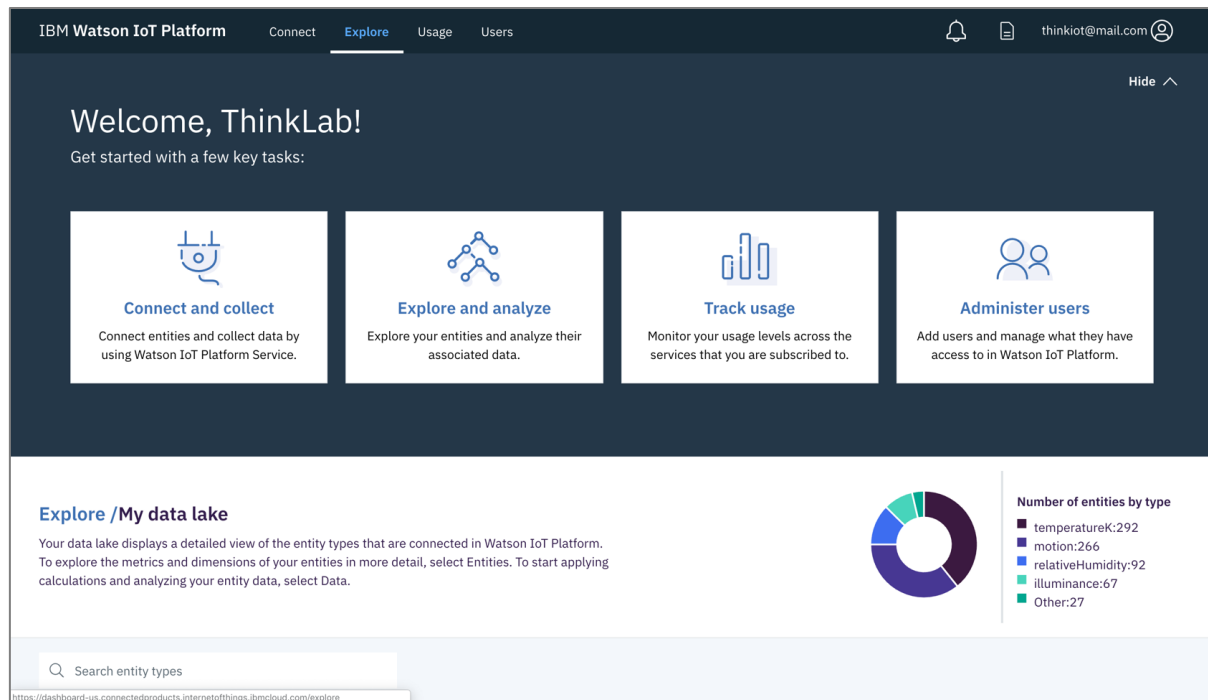 IBM Watson IoT Platform Connect Explore Usage Users thinkiot@mail.com
Hide
Welcome, ThinkLab!
Get started with a few key tasks:
Connect and collect
Connect entities and collect data by
using Watson IoT Platform Service.
Explore and analyze
Explore your entities and analyze their
associated data.
Track usage
Monitor your usage levels across the
services that you are subscribed to.
Administer users
Add users and manage what they have
access to in Watson IoT Platform.
Explore /My data lake
Your data lake displays a detailed view of the entity types that are connected in Watson IoT Platform.
To explore the metrics and dimensions of your entities in more detail, select Entities. To start applying
calculations and analyzing your entity data, select Data.
Number of entities by type
temperatureK:292
motion:266
relativeHumidity:92
illuminance:67
Other:27
Search entity types
https://dashboard-us.connectedproducts.internetofthings.ibmcloud.com/explore